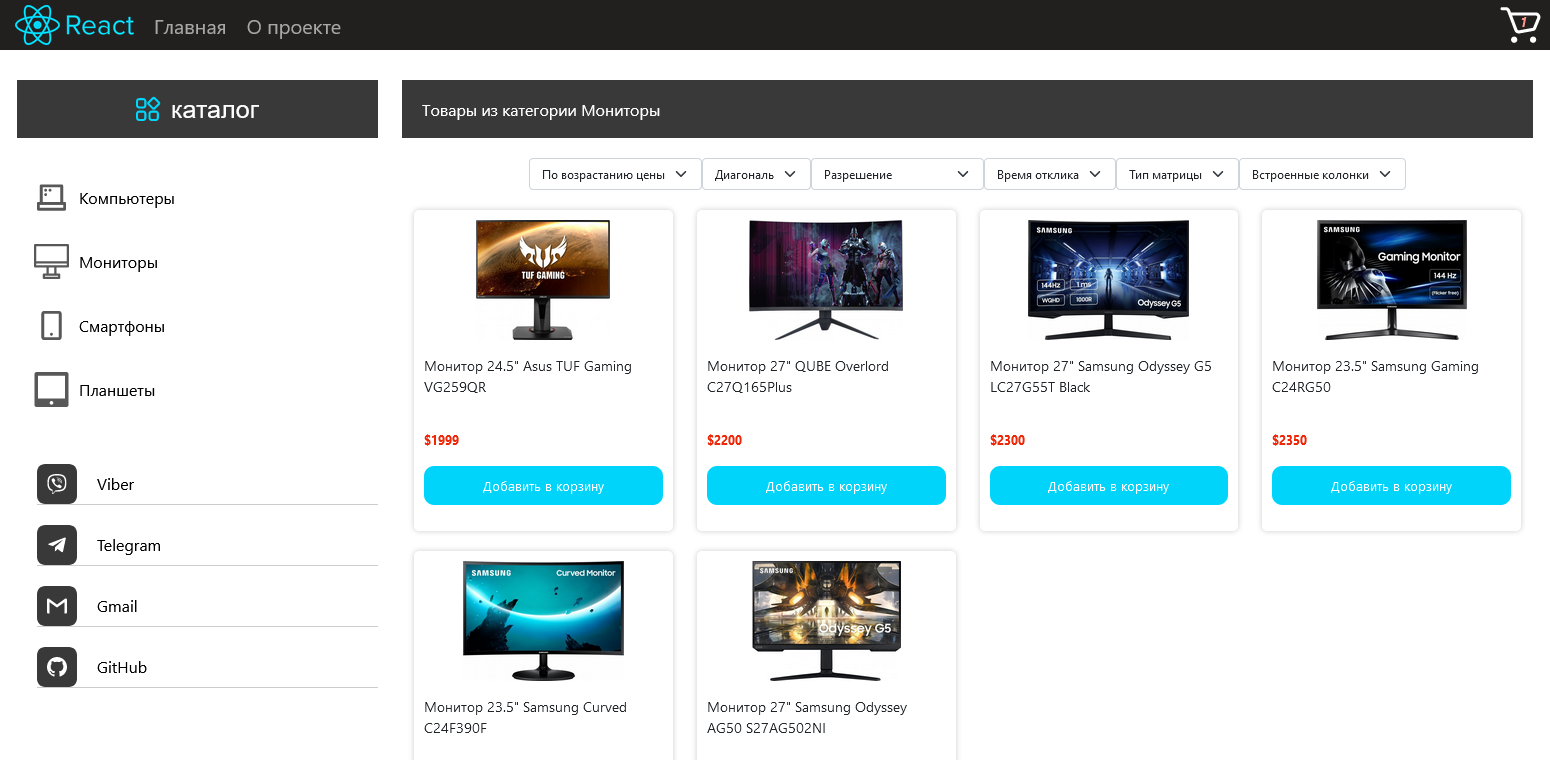 React Главная О проекте 1
каталог
Товары из категории Мониторы
По возрастанию цены Диагональ Разрешение Время отклика Тип матрицы Встроенные колонки
Компьютеры
Мониторы
Смартфоны
Планшеты
Viber
Telegram
Gmail
GitHub
TUF GAMING
Монитор 24.5" Asus TUF Gaming
VG259QR
$1999
Добавить в корзину
Монитор 27" QUBE Overlord
C27Q165Plus
$2200
Добавить в корзину
SAMSUNG
144Hz 1ms
WQHD 1000R
Odyssey G5
Монитор 27" Samsung Odyssey G5
LC27G55T Black
$2300
Добавить в корзину
SAMSUNG
Gaming Monitor
144 Hz
(flicker free)
Монитор 23.5" Samsung Gaming
C24RG50
$2350
Добавить в корзину
SAMSUNG Curved Monitor
Монитор 23.5" Samsung Curved
C24F390F
SAMSUNG
Odyssey G5
Монитор 27" Samsung Odyssey
AG50 S27AG502NI